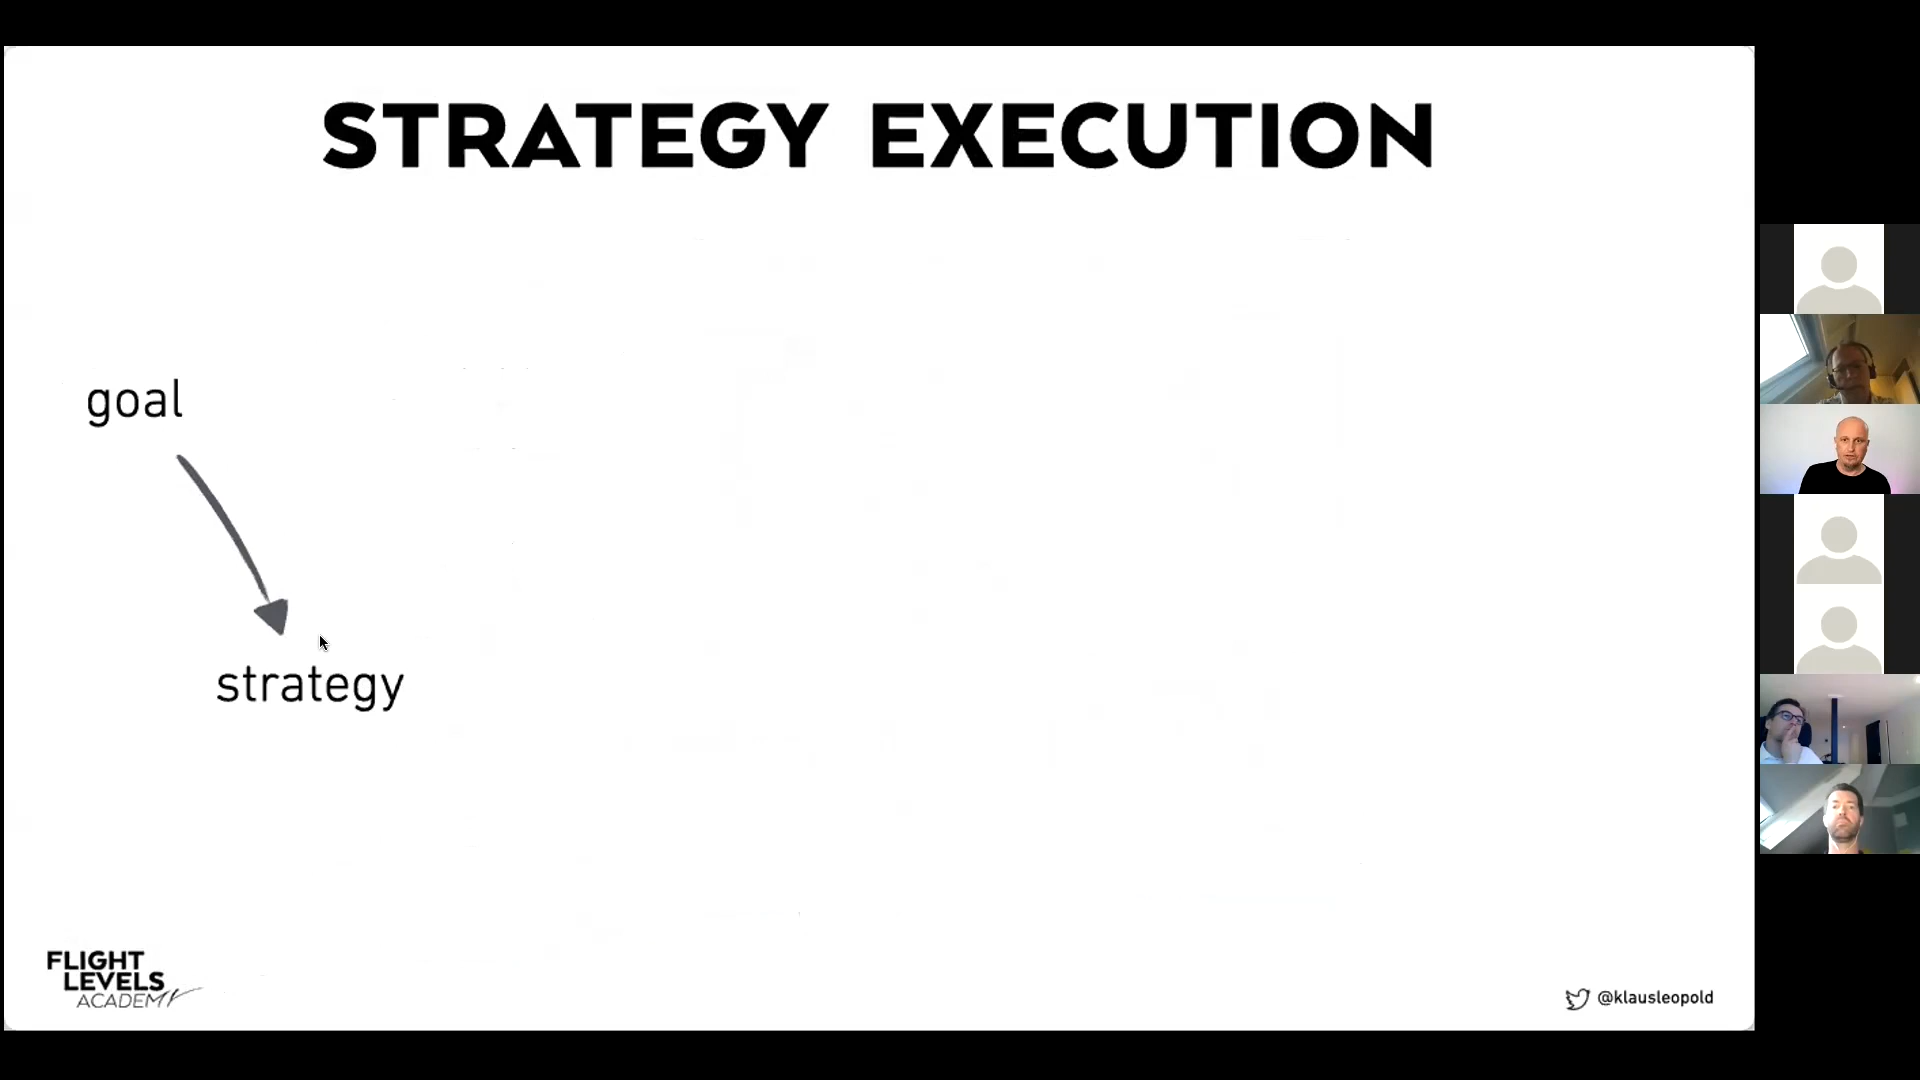 STRATEGY EXECUTION
goal
strategy
FLIGHT
LEVELS
ACADEMY
@klausleopold